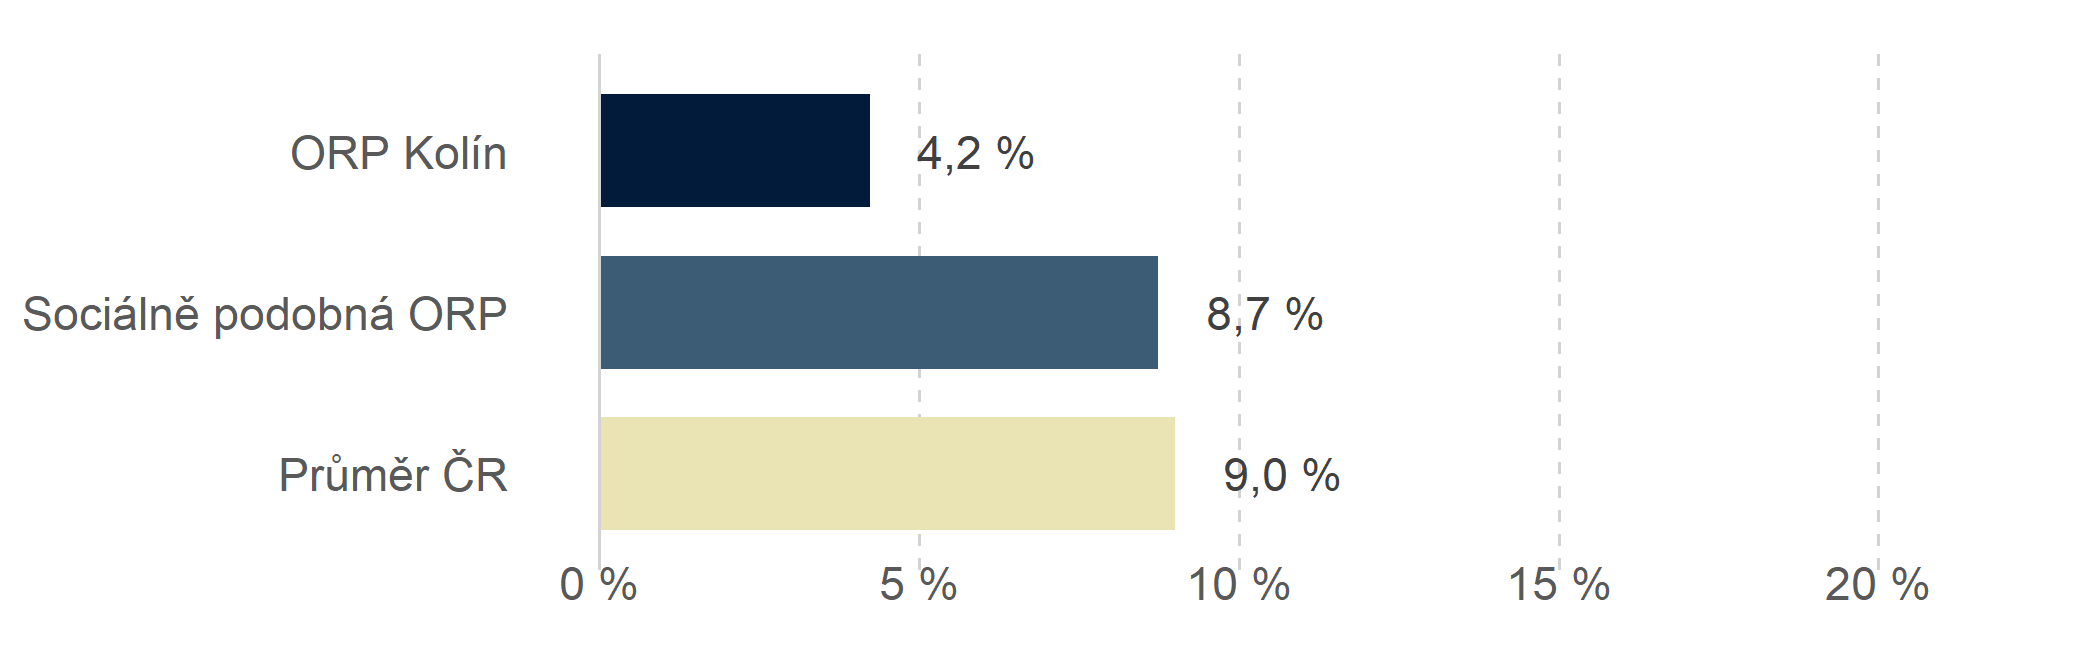 ORP Kolín
4,2 %
Sociálně podobná ORP
8,7 %
Průměr ČR
9,0 %
0 %
5 %
10 %
15 %
20 %